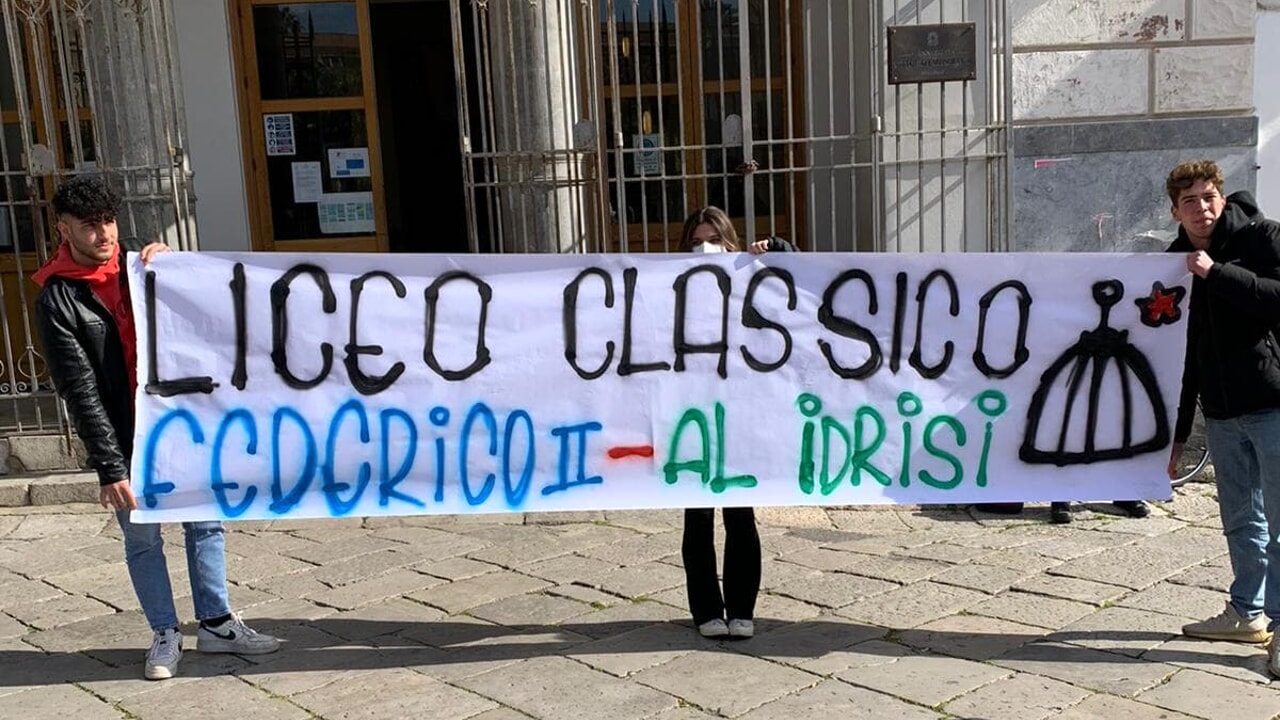 LICEO CLASSICO
FEDERiCO II - AL iDRiSi